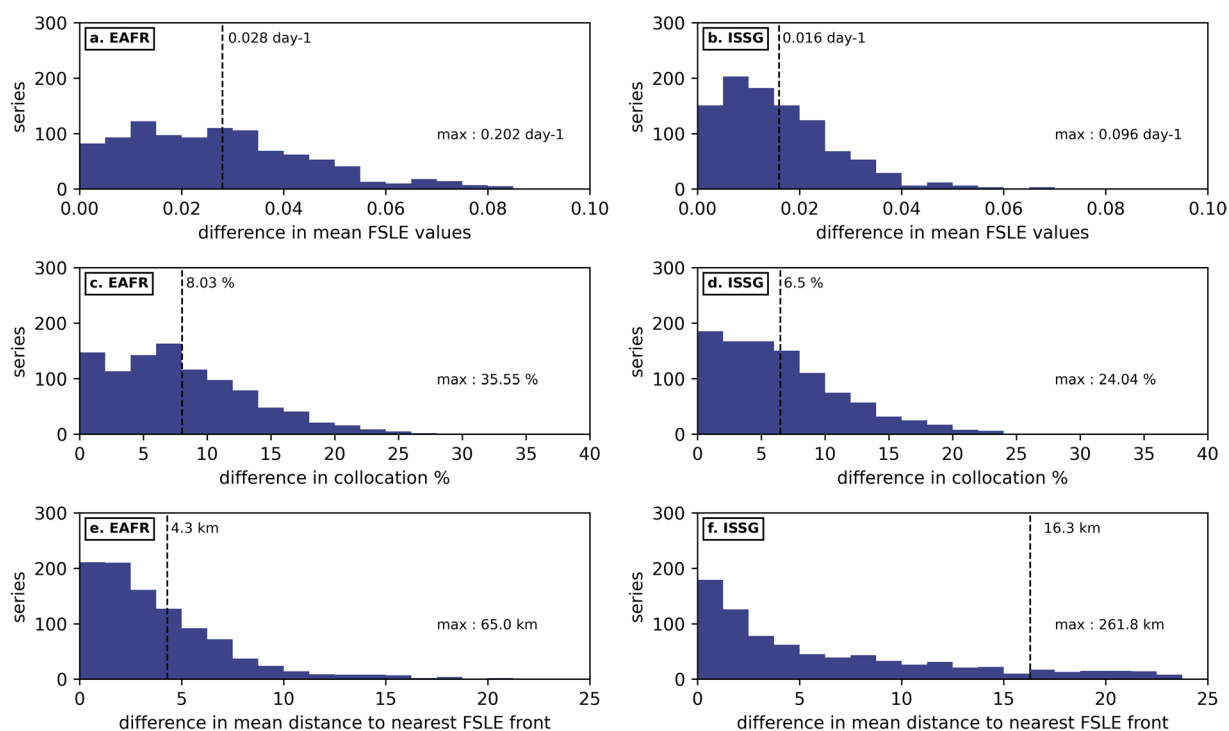 a. EAFR
0.028 day-1
max : 0.202 day-1
series
300
200
100
0
0.00 0.02 0.04 0.06 0.08 0.10
difference in mean FSLE values
b. ISSG
0.016 day-1
max : 0.096 day-1
series
300
200
100
0
0.00 0.02 0.04 0.06 0.08 0.10
difference in mean FSLE values
c. EAFR
8.03 %
max : 35.55 %
series
300
200
100
0
0 5 10 15 20 25 30 35 40
difference in collocation %
d. ISSG
6.5 %
max : 24.04 %
series
300
200
100
0
0 5 10 15 20 25 30 35 40
difference in collocation %
e. EAFR
4.3 km
max : 65.0 km
series
300
200
100
0
0 5 10 15 20 25
difference in mean distance to nearest FSLE front
f. ISSG
16.3 km
max : 261.8 km
series
300
200
100
0
0 5 10 15 20 25
difference in mean distance to nearest FSLE front